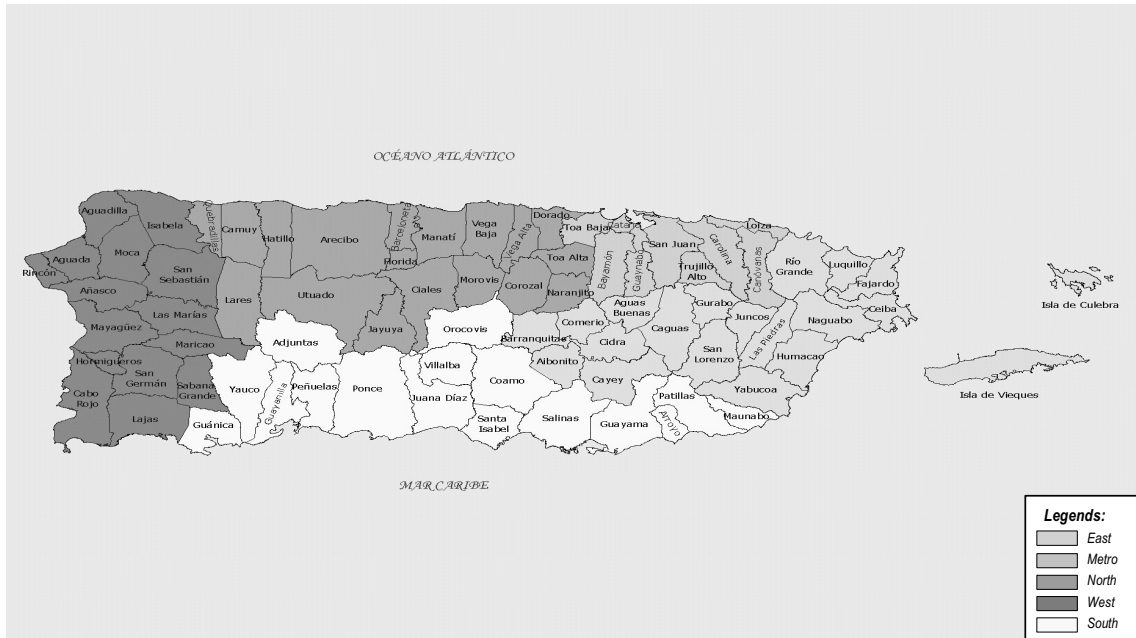 OCÉANO ATLÁNTICO
Aguadilla
Isabela
Quebradillas
Camuy
Hatillo
Arecibo
Barceloneta
Florida
Manatí
Vega Baja
Vega Alta
Dorado
Toa Baja
Cataño
San Juan
Carolina
Loiza
Canóvanas
Río Grande
Luquillo
Fajardo
Ceiba
Isla de Culebra
Aguada
Moca
San Sebastián
Rincón
Añasco
Lares
Utuado
Ciales
Morovis
Corozal
Toa Alta
Naranjito
Bayamón
Guaynabo
Trujillo Alto
Las Marías
Mayagüez
Maricao
Jayuya
Adjuntas
Orocovis
Barranquitas
Comerio
Aguas Buenas
Caguas
Gurabo
Juncos
Las Piedras
Naguabo
Humacao
Hormigueros
San Germán
Sabana Grande
Yauco
Guayanilla
Peñuelas
Ponce
Villalba
Juana Díaz
Coamo
Aibonito
Cidra
Cayey
San Lorenzo
Yabucoa
Isla de Vieques
Cabo Rojo
Lajas
Guánica
Santa Isabel
Salinas
Guayama
Arroyo
Patillas
Maunabo
MAR CARIBE
Legends:
East
Metro
North
West
South